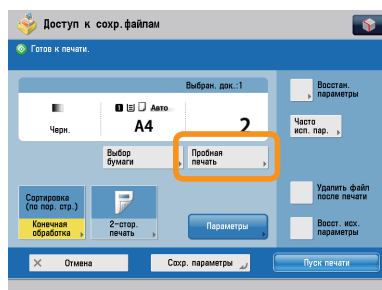 Доступ к сохр.файлам
Готов к печати.
Выбран. док.:1
Авто
Черн.
A4
2
Выбор
бумаги
Пробная
печать
Сортировка
(по пор. стр.)
Конечная
обработка
2-стор.
печать
Параметры
Восстан.
параметры
Часто
исп. пар.
Удалить файл
после печати
Восст. исх.
параметры
Отмена
Сохр. параметры
Пуск печати